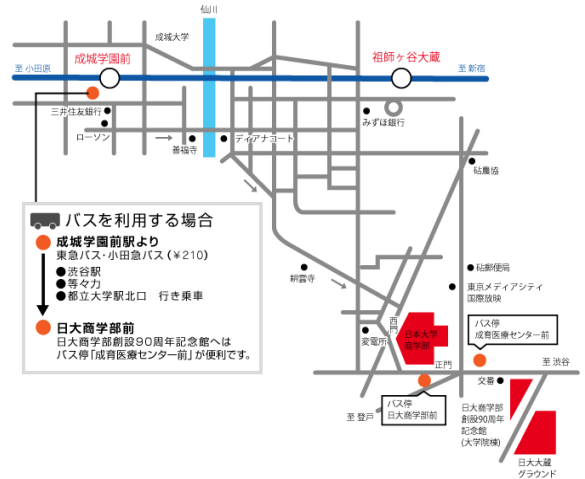 仙川
成城大学
成城学園前
祖師ヶ谷大蔵
至 小田原
至 新宿
三井住友銀行
ローソン
みずほ銀行
善福寺
ディアナコート
砧農協
バスを利用する場合
成城学園前駅より
東急バス・小田急バス (¥210)
●渋谷駅
●等々力
●都立大学駅北口 行き乗車
日大商学部前
日大商学部創設90周年記念館へは
バス停「成育医療センター前」が便利です。
耕雲寺
砧郵便局
東京メディアシティ
国際放映
西門
日本大学
商学部
変電所
正門
バス停
成育医療センター前
至 渋谷
交番
バス停
日大商学部前
至 登戸
日大商学部
創設90周年
記念館
(大学院棟)
日大大蔵
グラウンド